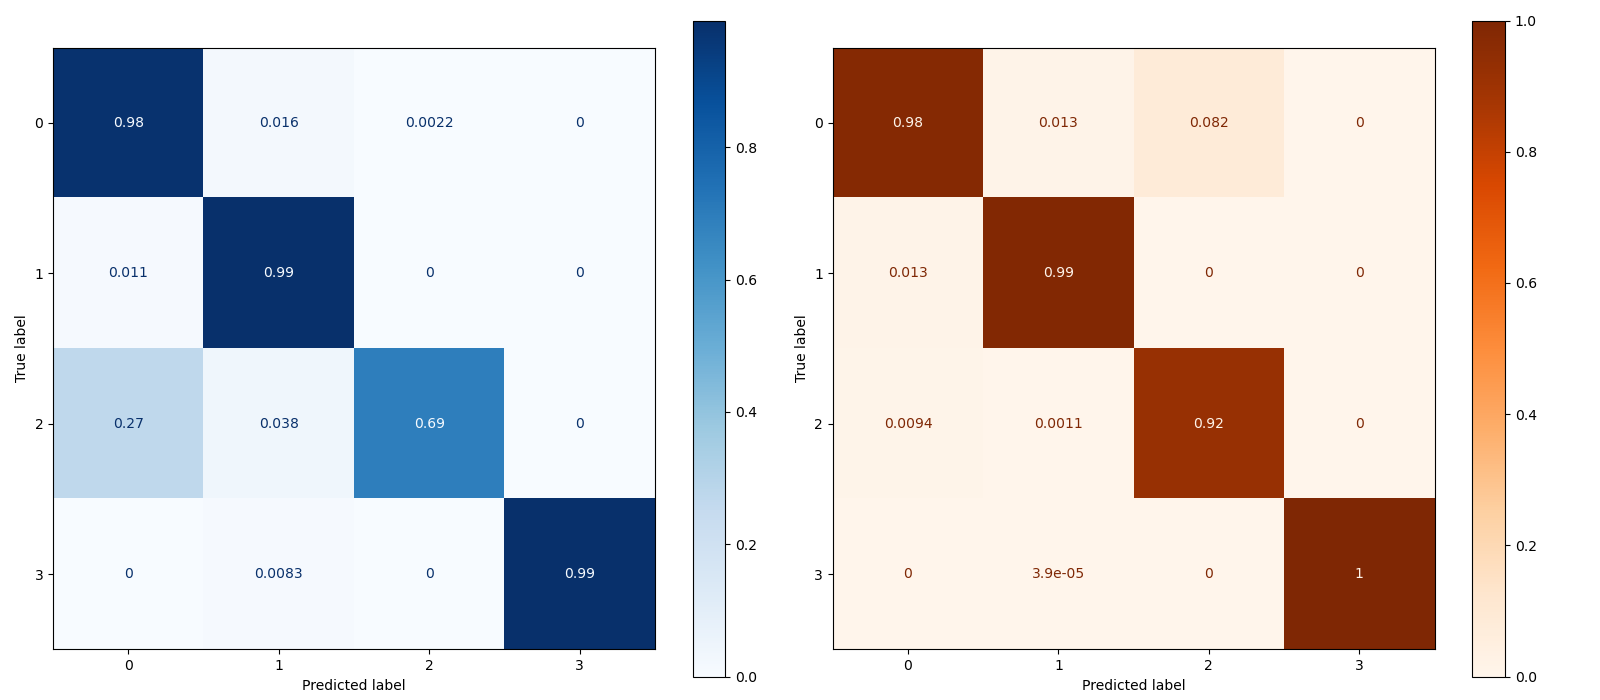 0 0.98 0.016 0.0022 0
1 0.011 0.99 0 0
2 0.27 0.038 0.69 0
3 0 0.0083 0 0.99
0 1 2 3
Predicted label
True label
0.8
0.6
0.4
0.2
0.0
0 0.98 0.013 0.082 0
1 0.013 0.99 0 0
2 0.0094 0.0011 0.92 0
3 0 3.9e-05 0 1
0 1 2 3
Predicted label
True label
1.0
0.8
0.6
0.4
0.2
0.0